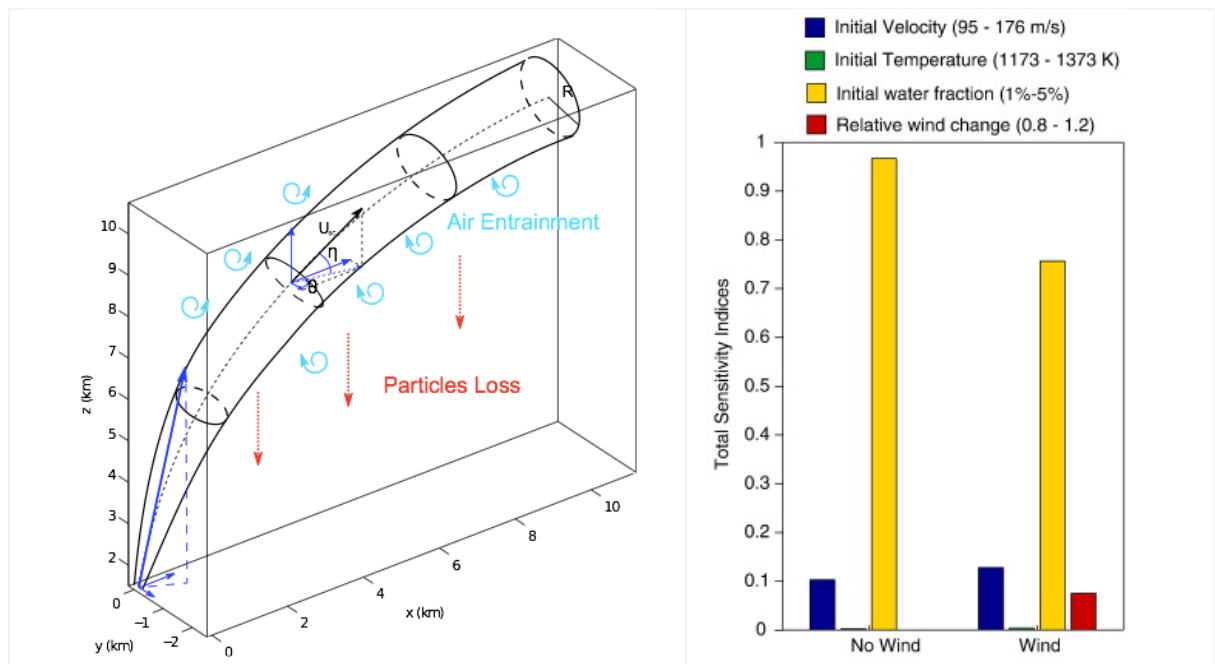 R
U
η
θ
Air Entrainment
Particles Loss
z (km)
10
9
8
7
6
5
4
3
2
0
−1
−2
y (km)
0
2
4
6
8
10
x (km)
Initial Velocity (95 - 176 m/s)
Initial Temperature (1173 - 1373 K)
Initial water fraction (1%-5%)
Relative wind change (0.8 - 1.2)
Total Sensitivity Indices
1
0.9
0.8
0.7
0.6
0.5
0.4
0.3
0.2
0.1
0
No Wind
Wind